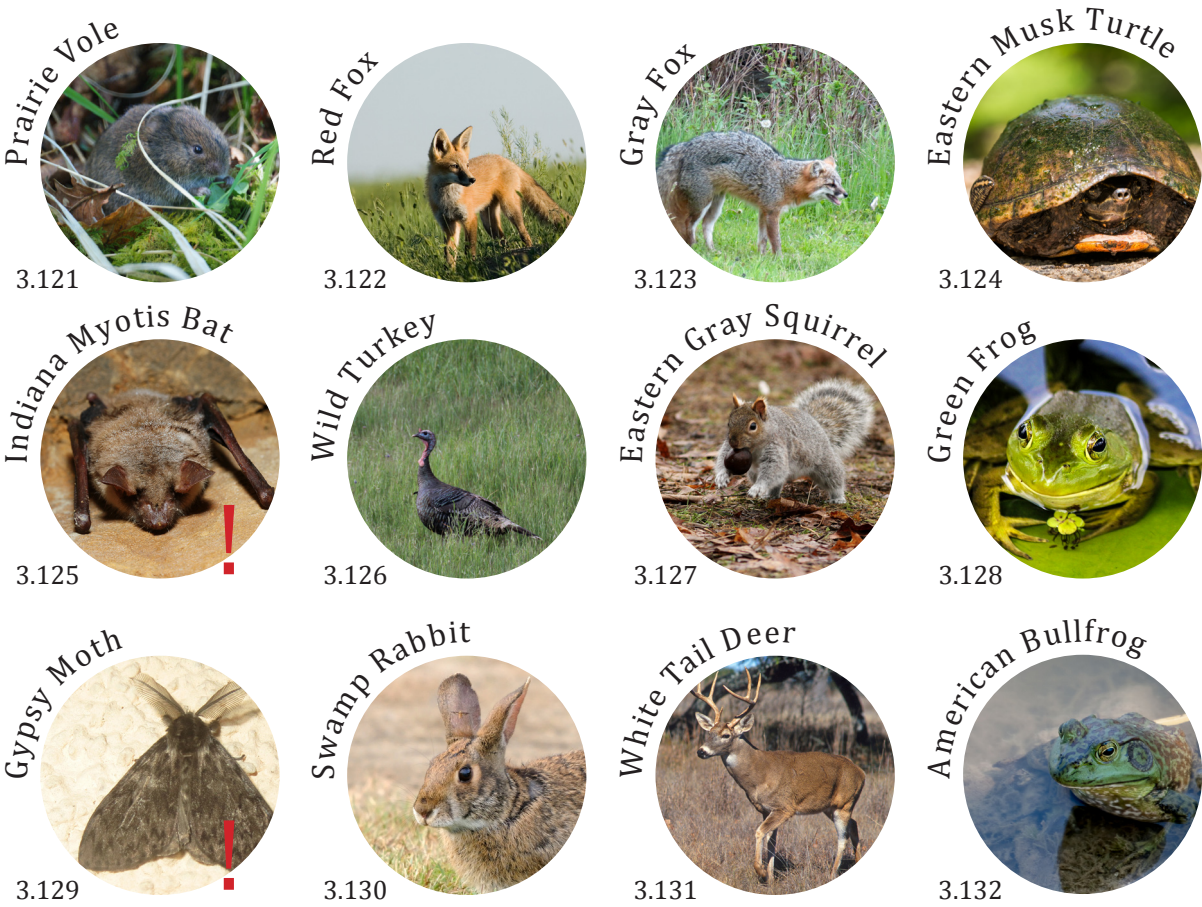 Prairie Vole
3.121
Red Fox
3.122
Gray Fox
3.123
Eastern Musk Turtle
3.124
Indiana Myotis Bat
!
3.125
Wild Turkey
3.126
Eastern Gray Squirrel
3.127
Green Frog
3.128
Gypsy Moth
!
3.129
Swamp Rabbit
3.130
White Tail Deer
3.131
American Bullfrog
3.132